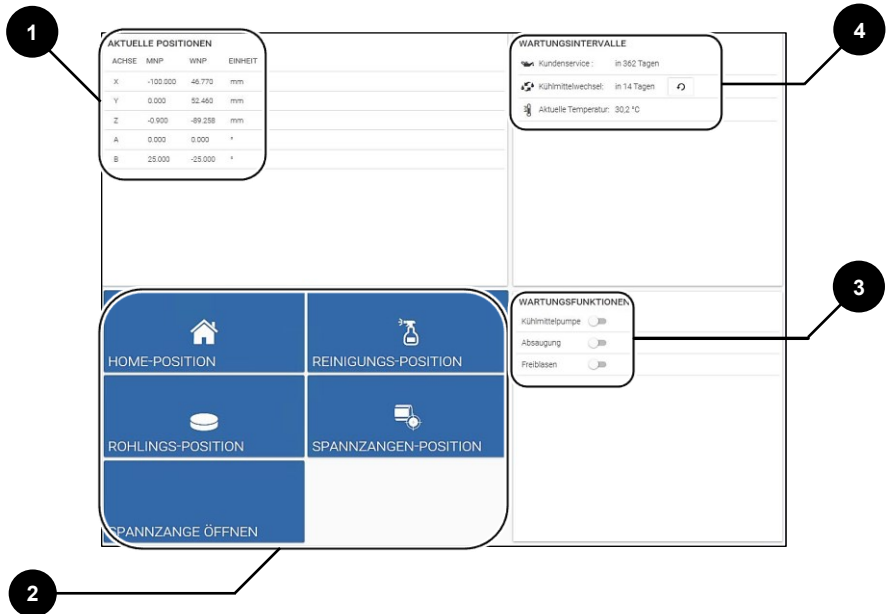 1
4
AKTUELLE POSITIONEN
ACHSE MNP WNP EINHEIT
X -100.000 46.770 mm
Y 0.000 52.460 mm
Z -0.900 -89.258 mm
A 0.000 0.000 °
B 25.000 -25.000 °
WARTUNGSINTERVALLE
Kundenservice : in 362 Tagen
Kühlmittelwechsel: in 14 Tagen
Aktuelle Temperatur: 30,2 °C
HOME-POSITION
REINIGUNGS-POSITION
ROHLINGS-POSITION
SPANNZANGEN-POSITION
SPANNZANGE ÖFFNEN
WARTUNGSFUNKTIONEN
Kühlmittelpumpe
Absaugung
Freiblasen
3
2